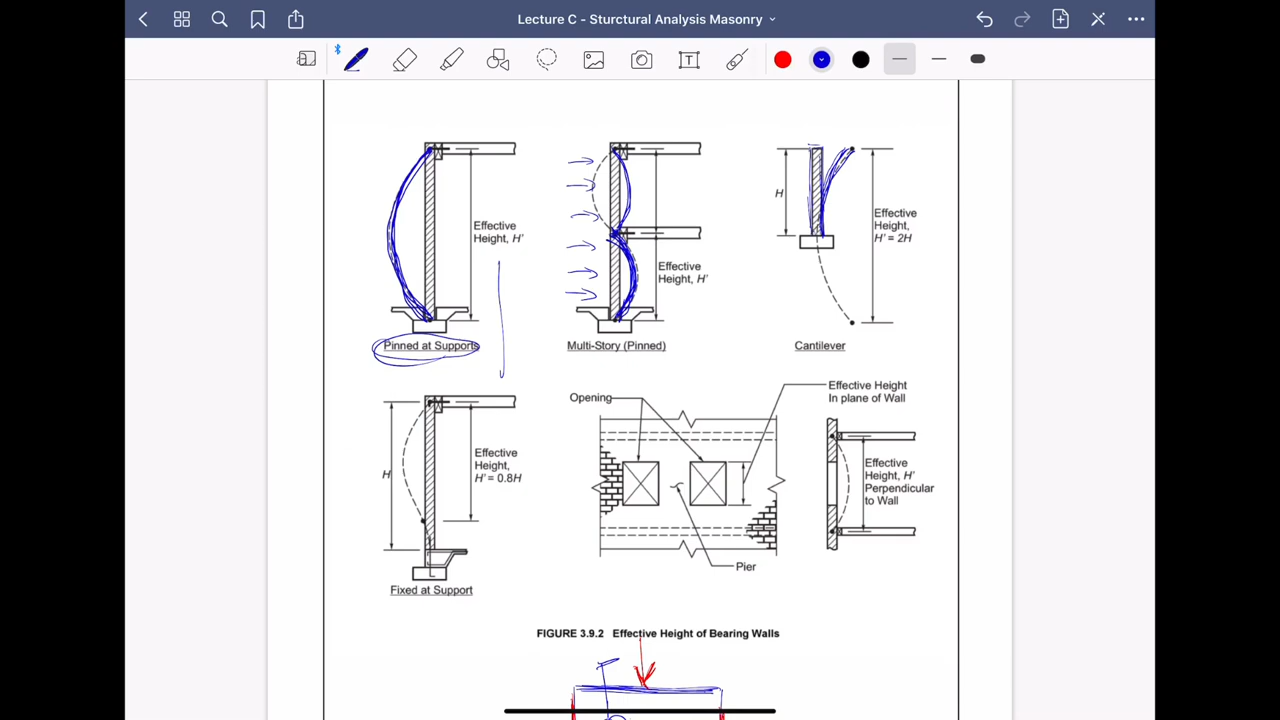 Lecture C - Sturctural Analysis Masonry
T
Effective
Height, H'
Pinned at Supports
Effective
Height, H'
Multi-Story (Pinned)
H
Effective
Height,
H' = 2H
Cantilever
H
Effective
Height,
H' = 0.8H
Fixed at Support
Opening
Effective Height
In plane of Wall
Pier
Effective
Height, H'
Perpendicular
to Wall
FIGURE 3.9.2 Effective Height of Bearing Walls